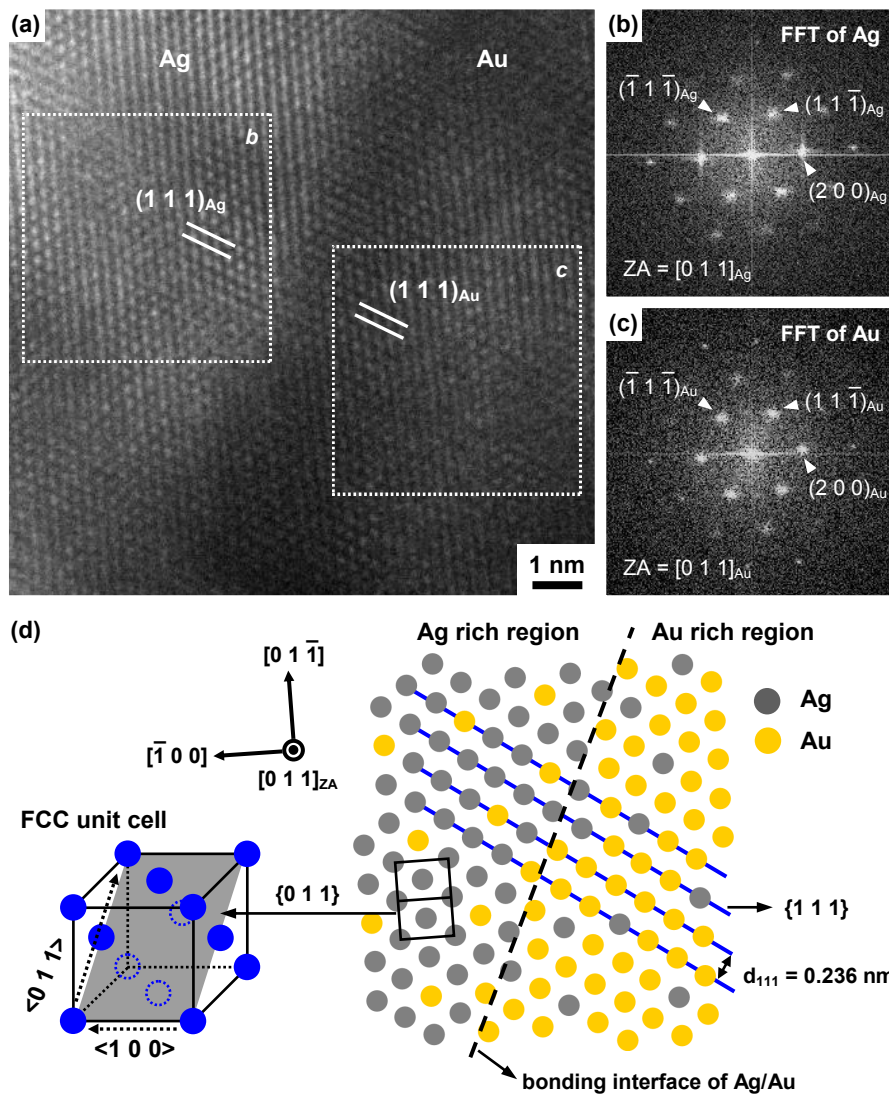 (a)
Ag
Au
b
(1 1 1)Ag
c
(1 1 1)Au
1 nm
(b)
FFT of Ag
(1̅ 1 1̅)Ag
(1 1 1̅)Ag
(2 0 0)Ag
ZA = [0 1 1]Ag
(c)
FFT of Au
(1̅ 1 1̅)Au
(1 1 1̅)Au
(2 0 0)Au
ZA = [0 1 1]Au
(d)
Ag rich region
Au rich region
[0 1 1̅]
[1̅ 0 0]
[0 1 1]ZA
Ag
Au
FCC unit cell
{0 1 1}
{1 1 1}
<0 1 1>
<1 0 0>
d111 = 0.236 nm
bonding interface of Ag/Au